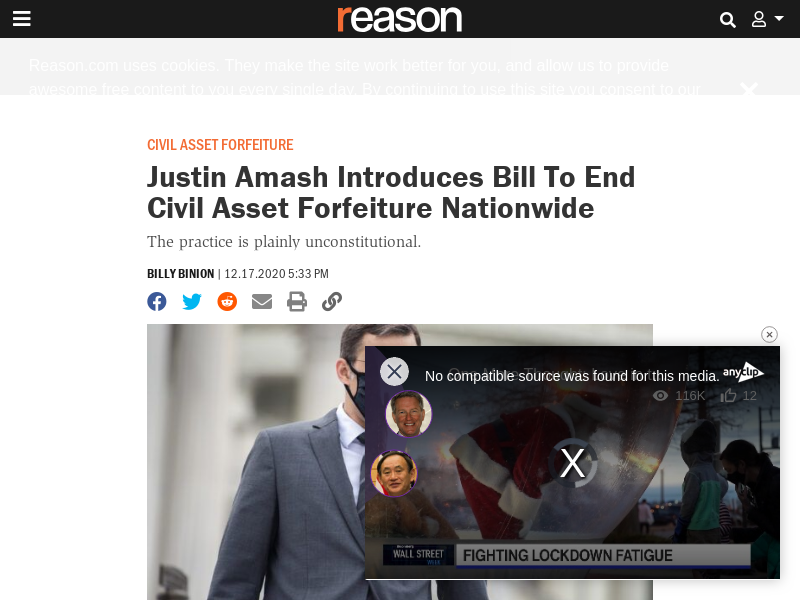 reason
Reason.com uses cookies. They make the site work better for you, and allow us to provide
awesome free content to you every single day. By continuing to use this site you consent to our
CIVIL ASSET FORFEITURE
Justin Amash Introduces Bill To End
Civil Asset Forfeiture Nationwide
The practice is plainly unconstitutional.
BILLY BINION | 12.17.2020 5:33 PM
No compatible source was found for this media.
anyclip
116K 12
X
WALL STREET
WEEK
FIGHTING LOCKDOWN FATIGUE